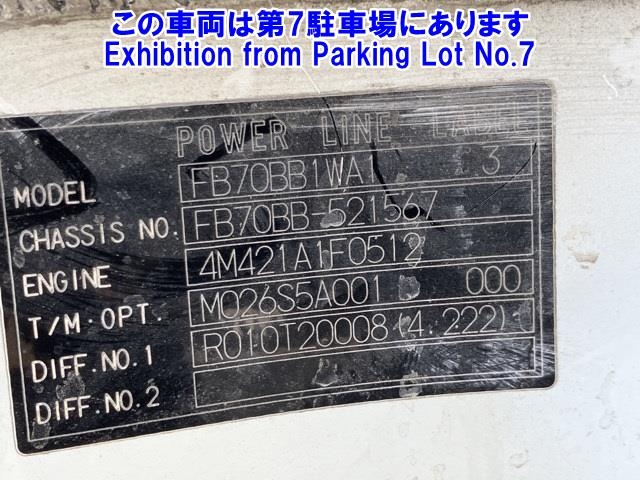 この車両は第7駐車場にあります
Exhibition from Parking Lot No.7
POWER LINE LABEL
MODEL FB70BB1WA1 3
CHASSIS NO. FB70BB-521567
ENGINE 4M421A1F0512
T/M·OPT. M026S5A001 000
DIFF.NO.1 R010T20008(4.222)
DIFF.NO.2